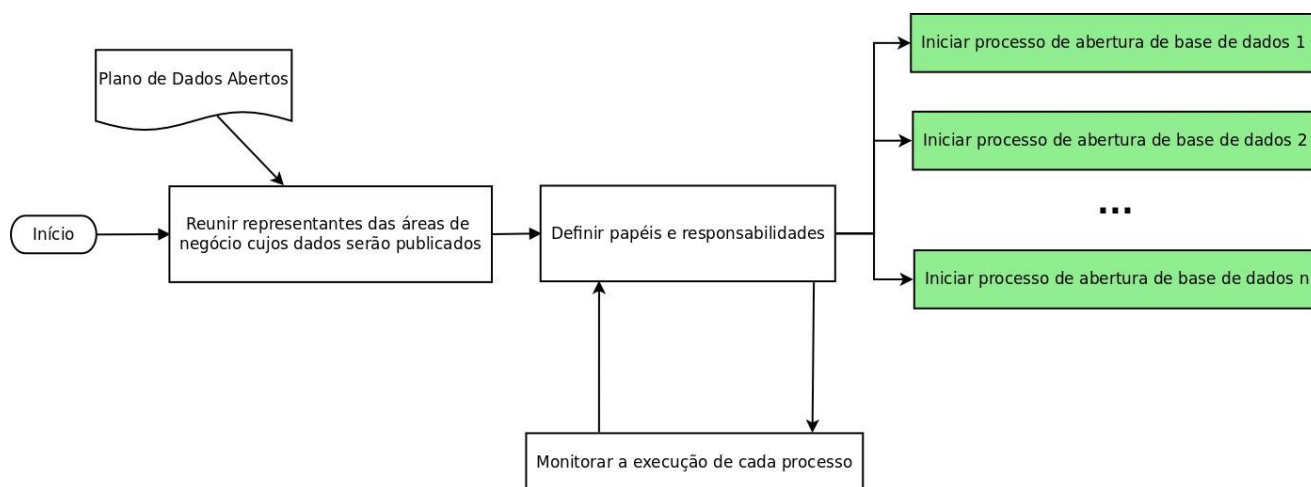 Iniciar processo de abertura de base de dados 1
Plano de Dados Abertos
Iniciar processo de abertura de base de dados 2
...
Início
Reunir representantes das áreas de
negócio cujos dados serão publicados
Definir papéis e responsabilidades
Iniciar processo de abertura de base de dados n
Monitorar a execução de cada processo